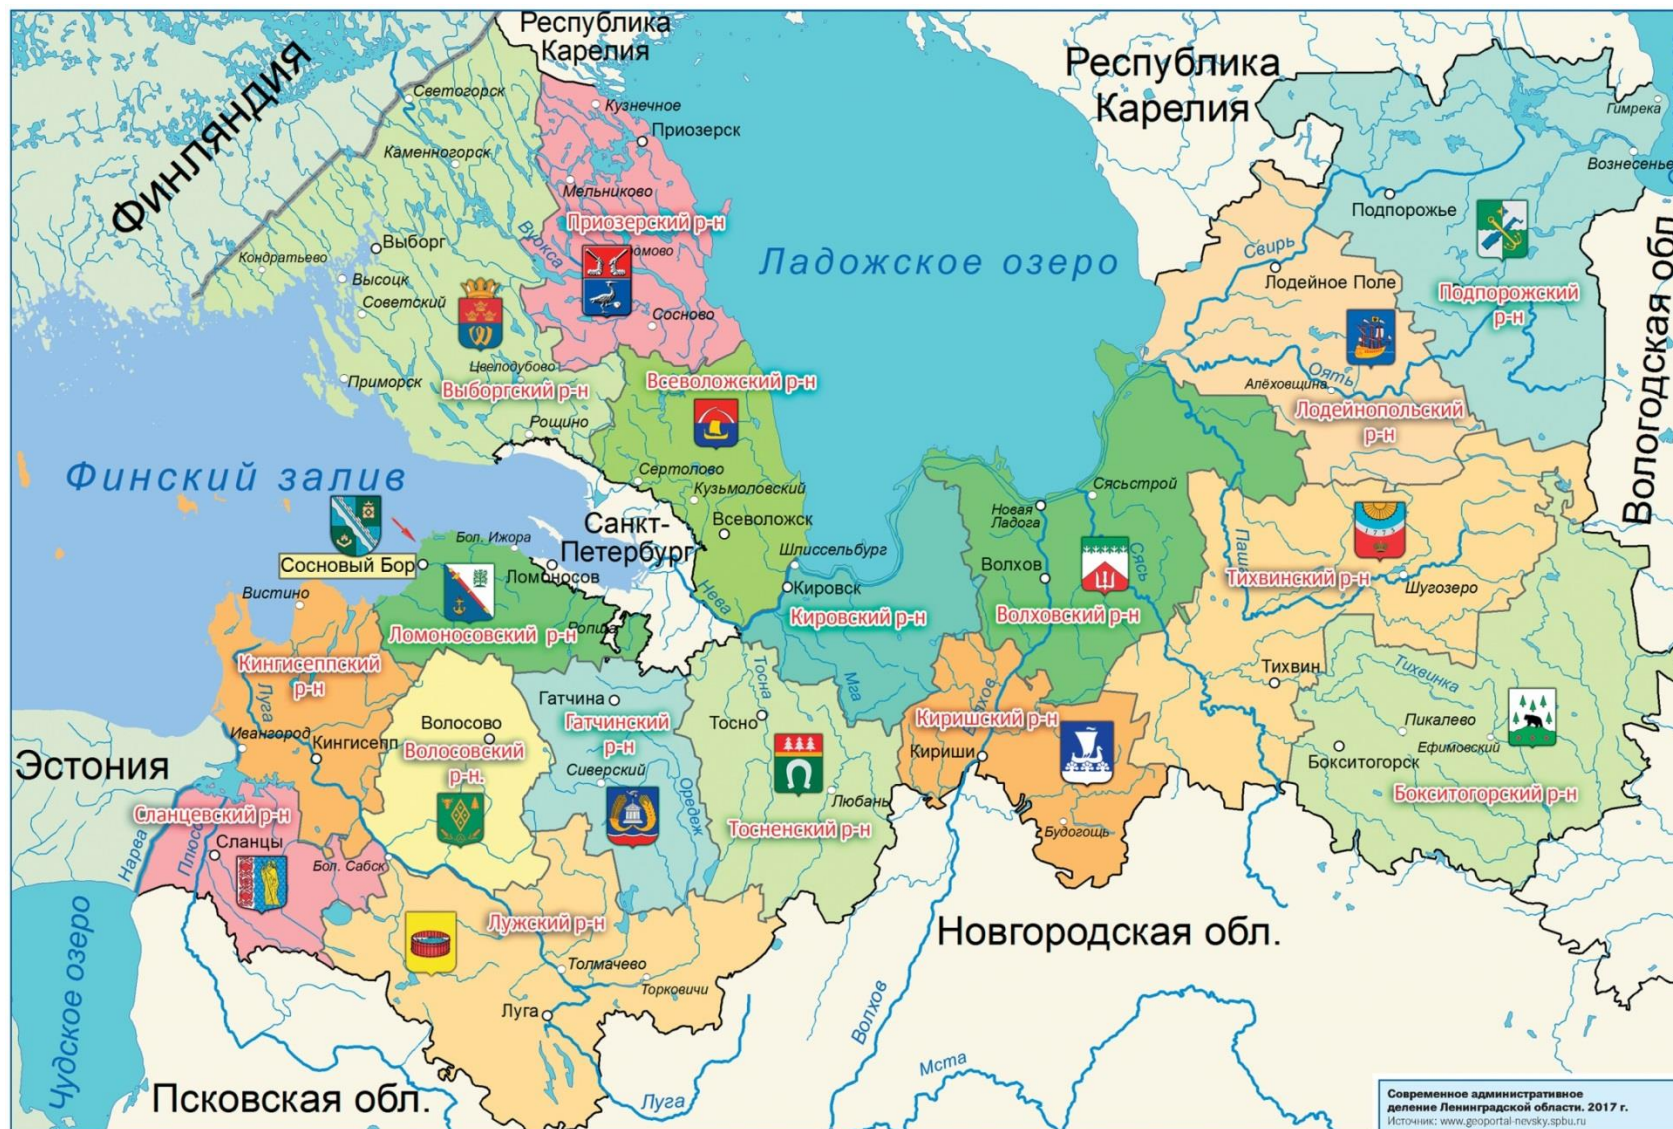 Республика
Карелия
ФИНЛЯНДИЯ
Светогорск
Кузнечное
Приозерск
Каменногорск
Мельниково
Приозерский р-н
Вуокса
Выборг
Кондратьево
Высоцк
Советский
Сосново
Цвелодубово
Приморск
Выборгский р-н
Рощино
Ладожское озеро
Республика
Карелия
Гимрека
Вознесенье
Подпорожье
Свирь
Лодейное Поле
Подпорожский
р-н
Вологодская обл
Оять
Алёховщина
Лодейнопольский
р-н
Всеволожский р-н
Сертолово
Кузьмоловский
Всеволожск
Финский залив
Санкт-
Петербург
Бол. Ижора
Сосновый Бор
Ломоносов
Вистино
Ломоносовский р-н
Ропша
Нева
Шлиссельбург
Кировск
Кировский р-н
Мга
Новая
Ладога
Сясьстрой
Волхов
Сясь
Волховский р-н
1773
Паша
Тихвинский р-н
Шугозеро
Тихвин
Тихвинка
Пикалево
Ефимовский
Бокситогорск
Бокситогорский р-н
Кингисеппский
р-н
Луга
Ивангород
Кингисепп
Эстония
Волосово
Волосовский
р-н.
Гатчина
Гатчинский
р-н
Сиверский
Оредеж
Тосна
Тосно
Любань
Тосненский р-н
Киришский р-н
Волхов
Кириши
Будогощь
Сланцевский р-н
Нарва
Плюсса
Сланцы
Бол. Сабск
Лужский р-н
Толмачево
Торковичи
Луга
Чудское озеро
Псковская обл.
Луга
Новгородская обл.
Волхов
Мста
Современное административное
деление Ленинградской области. 2017 г.
Источник: www.geoportal-nevsky.spbu.ru